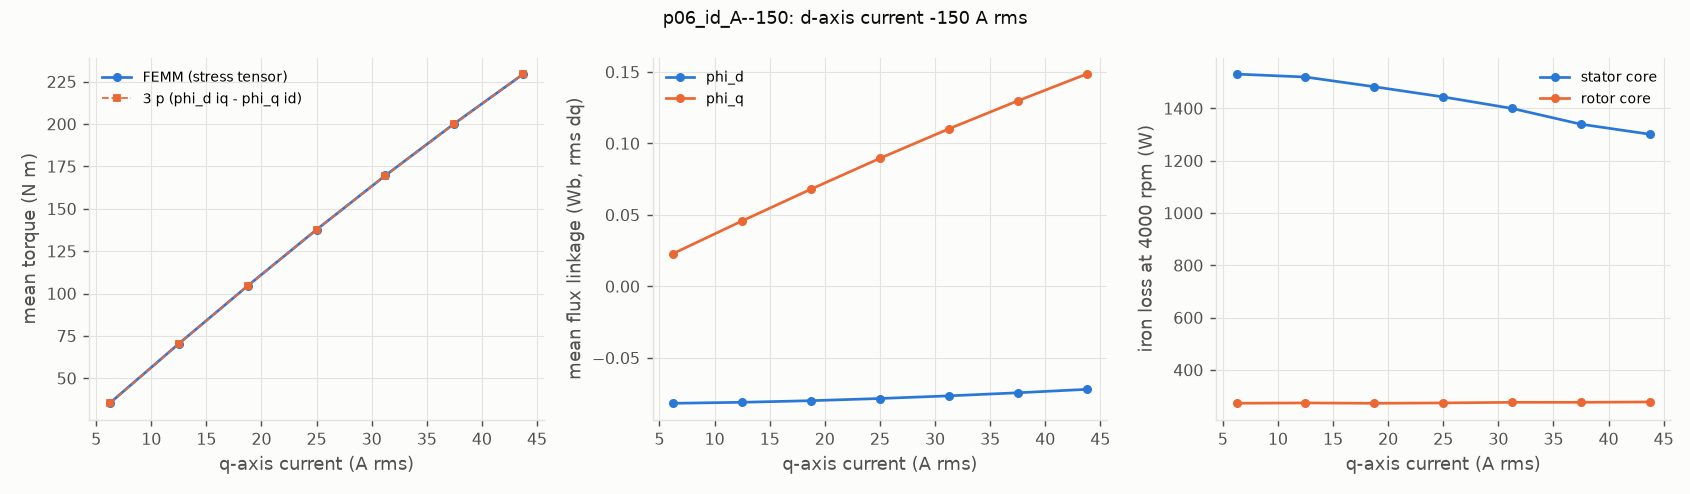 p06_id_A--150: d-axis current -150 A rms
mean torque (N m)
225
200
175
150
125
100
75
50
FEMM (stress tensor)
3 p (phi_d iq - phi_q id)
5 10 15 20 25 30 35 40 45
q-axis current (A rms)
mean flux linkage (Wb, rms dq)
0.15
0.10
0.05
0.00
−0.05
phi_d
phi_q
5 10 15 20 25 30 35 40 45
q-axis current (A rms)
iron loss at 4000 rpm (W)
1400
1200
1000
800
600
400
stator core
rotor core
5 10 15 20 25 30 35 40 45
q-axis current (A rms)